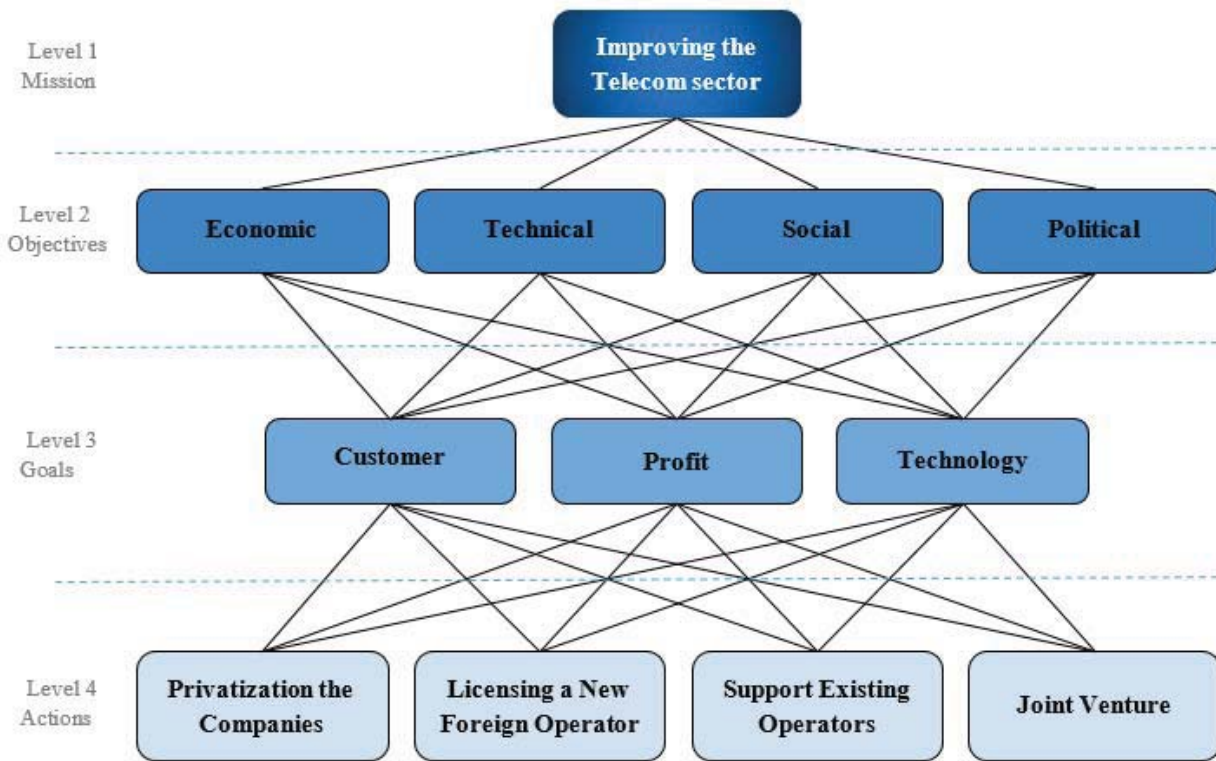 Level 1
Mission
Improving the
Telecom sector
Level 2
Objectives
Economic
Technical
Social
Political
Level 3
Goals
Customer
Profit
Technology
Level 4
Actions
Privatization the
Companies
Licensing a New
Foreign Operator
Support Existing
Operators
Joint Venture